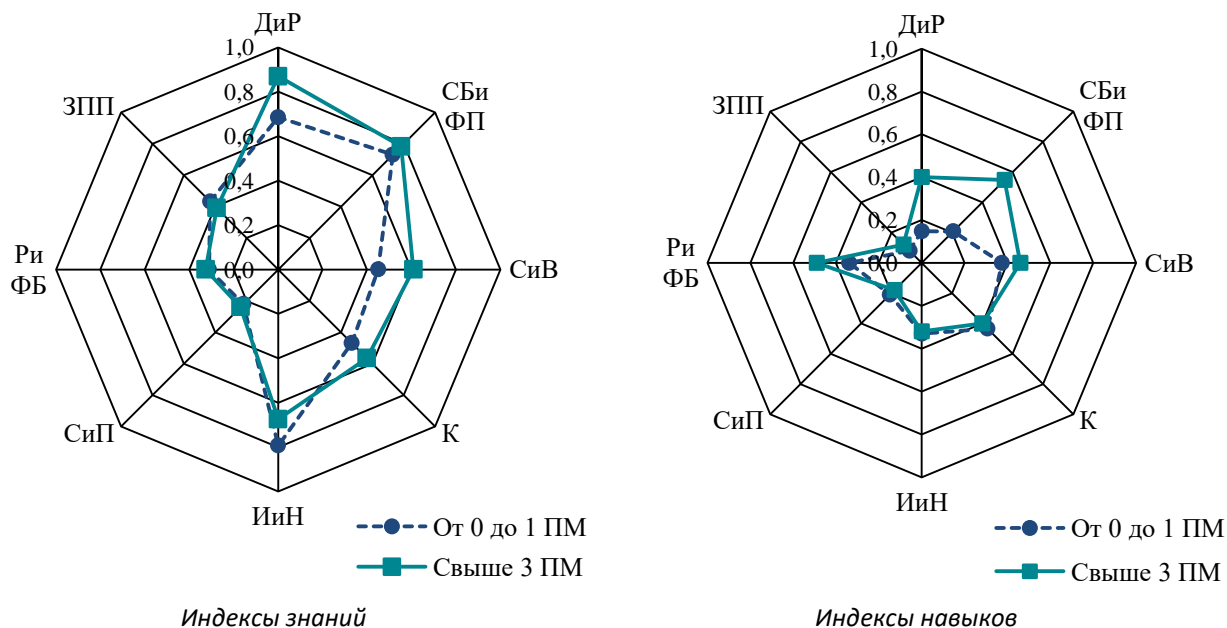 ДиР
1,0
0,8
0,6
0,4
0,2
0,0
СБи
ФП
СиВ
К
ИиН
СиП
Ри
ФБ
ЗПП
От 0 до 1 ПМ
Свыше 3 ПМ
Индексы знаний
ДиР
1,0
0,8
0,6
0,4
0,2
0,0
СБи
ФП
СиВ
К
ИиН
СиП
Ри
ФБ
ЗПП
От 0 до 1 ПМ
Свыше 3 ПМ
Индексы навыков